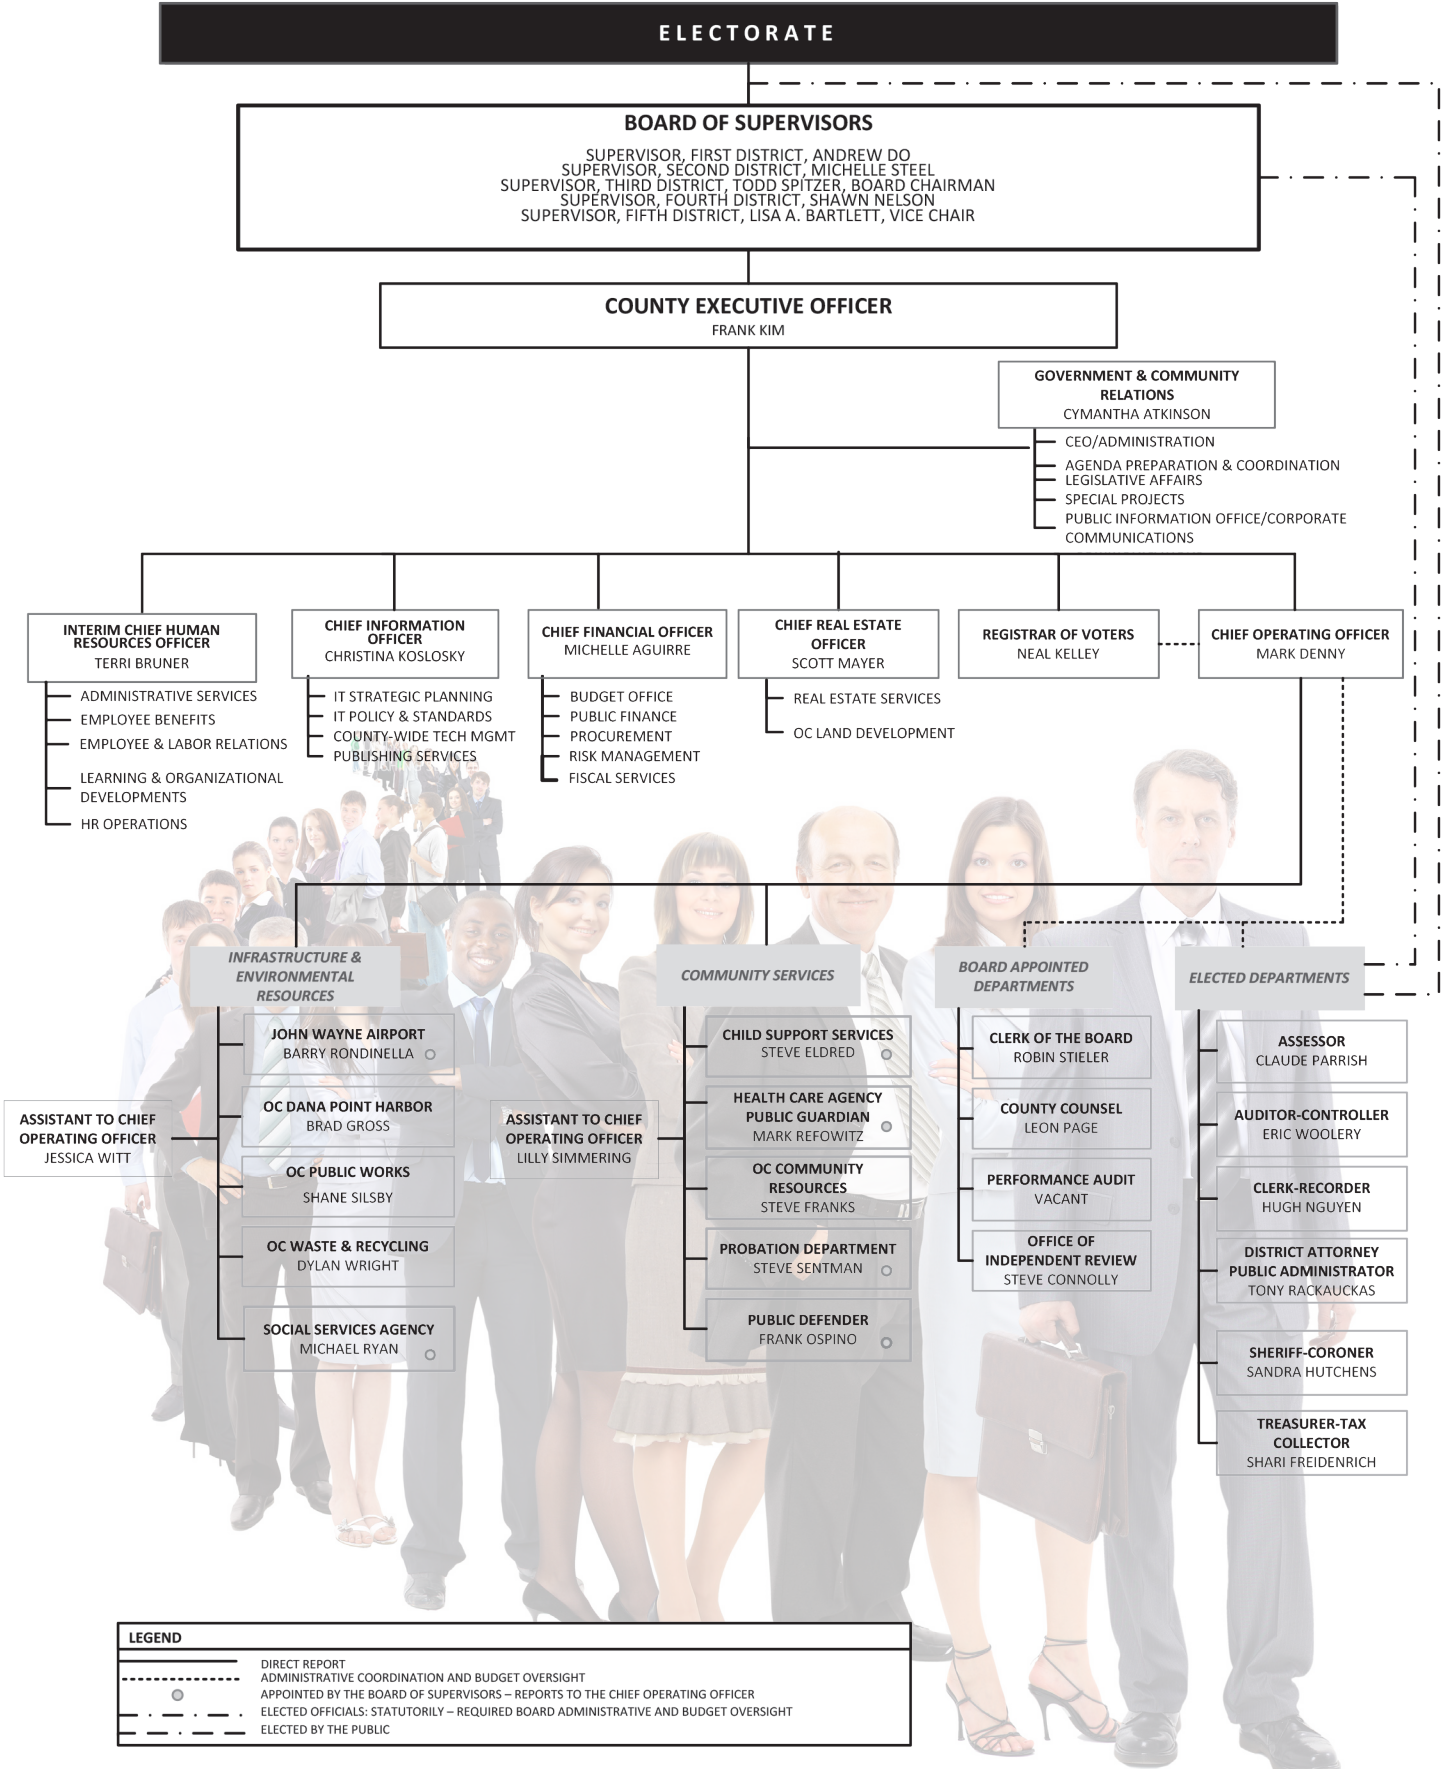 ELECTORATE
BOARD OF SUPERVISORS
SUPERVISOR, FIRST DISTRICT, ANDREW DO
SUPERVISOR, SECOND DISTRICT, MICHELLE STEEL
SUPERVISOR, THIRD DISTRICT, TODD SPITZER, BOARD CHAIRMAN
SUPERVISOR, FOURTH DISTRICT, SHAWN NELSON
SUPERVISOR, FIFTH DISTRICT, LISA A. BARTLETT, VICE CHAIR
COUNTY EXECUTIVE OFFICER
FRANK KIM
GOVERNMENT & COMMUNITY
RELATIONS
CYMANTHA ATKINSON
CEO/ADMINISTRATION
AGENDA PREPARATION & COORDINATION
LEGISLATIVE AFFAIRS
SPECIAL PROJECTS
PUBLIC INFORMATION OFFICE/CORPORATE
COMMUNICATIONS
INTERIM CHIEF HUMAN
RESOURCES OFFICER
TERRI BRUNER
ADMINISTRATIVE SERVICES
EMPLOYEE BENEFITS
EMPLOYEE & LABOR RELATIONS
LEARNING & ORGANIZATIONAL
DEVELOPMENTS
HR OPERATIONS
CHIEF INFORMATION
OFFICER
CHRISTINA KOSLOSKY
IT STRATEGIC PLANNING
IT POLICY & STANDARDS
COUNTY-WIDE TECH MGMT
PUBLISHING SERVICES
CHIEF FINANCIAL OFFICER
MICHELLE AGUIRRE
BUDGET OFFICE
PUBLIC FINANCE
PROCUREMENT
RISK MANAGEMENT
FISCAL SERVICES
CHIEF REAL ESTATE
OFFICER
SCOTT MAYER
REAL ESTATE SERVICES
OC LAND DEVELOPMENT
REGISTRAR OF VOTERS
NEAL KELLEY
CHIEF OPERATING OFFICER
MARK DENNY
INFRASTRUCTURE &
ENVIRONMENTAL
RESOURCES
JOHN WAYNE AIRPORT
BARRY RONDINELLA
OC DANA POINT HARBOR
BRAD GROSS
ASSISTANT TO CHIEF
OPERATING OFFICER
JESSICA WITT
OC PUBLIC WORKS
SHANE SILSBY
OC WASTE & RECYCLING
DYLAN WRIGHT
SOCIAL SERVICES AGENCY
MICHAEL RYAN
COMMUNITY SERVICES
CHILD SUPPORT SERVICES
STEVE ELDRED
HEALTH CARE AGENCY
PUBLIC GUARDIAN
MARK REFOWITZ
ASSISTANT TO CHIEF
OPERATING OFFICER
LILLY SIMMERING
OC COMMUNITY
RESOURCES
STEVE FRANKS
PROBATION DEPARTMENT
STEVE SENTMAN
PUBLIC DEFENDER
FRANK OSPINO
BOARD APPOINTED
DEPARTMENTS
CLERK OF THE BOARD
ROBIN STIELER
COUNTY COUNSEL
LEON PAGE
PERFORMANCE AUDIT
VACANT
OFFICE OF
INDEPENDENT REVIEW
STEVE CONNOLLY
ELECTED DEPARTMENTS
ASSESSOR
CLAUDE PARRISH
AUDITOR-CONTROLLER
ERIC WOOLERY
CLERK-RECORDER
HUGH NGUYEN
DISTRICT ATTORNEY
PUBLIC ADMINISTRATOR
TONY RACKAUCKAS
SHERIFF-CORONER
SANDRA HUTCHENS
TREASURER-TAX
COLLECTOR
SHARI FREIDENRICH
LEGEND
DIRECT REPORT
ADMINISTRATIVE COORDINATION AND BUDGET OVERSIGHT
APPOINTED BY THE BOARD OF SUPERVISORS – REPORTS TO THE CHIEF OPERATING OFFICER
ELECTED OFFICIALS: STATUTORILY – REQUIRED BOARD ADMINISTRATIVE AND BUDGET OVERSIGHT
ELECTED BY THE PUBLIC